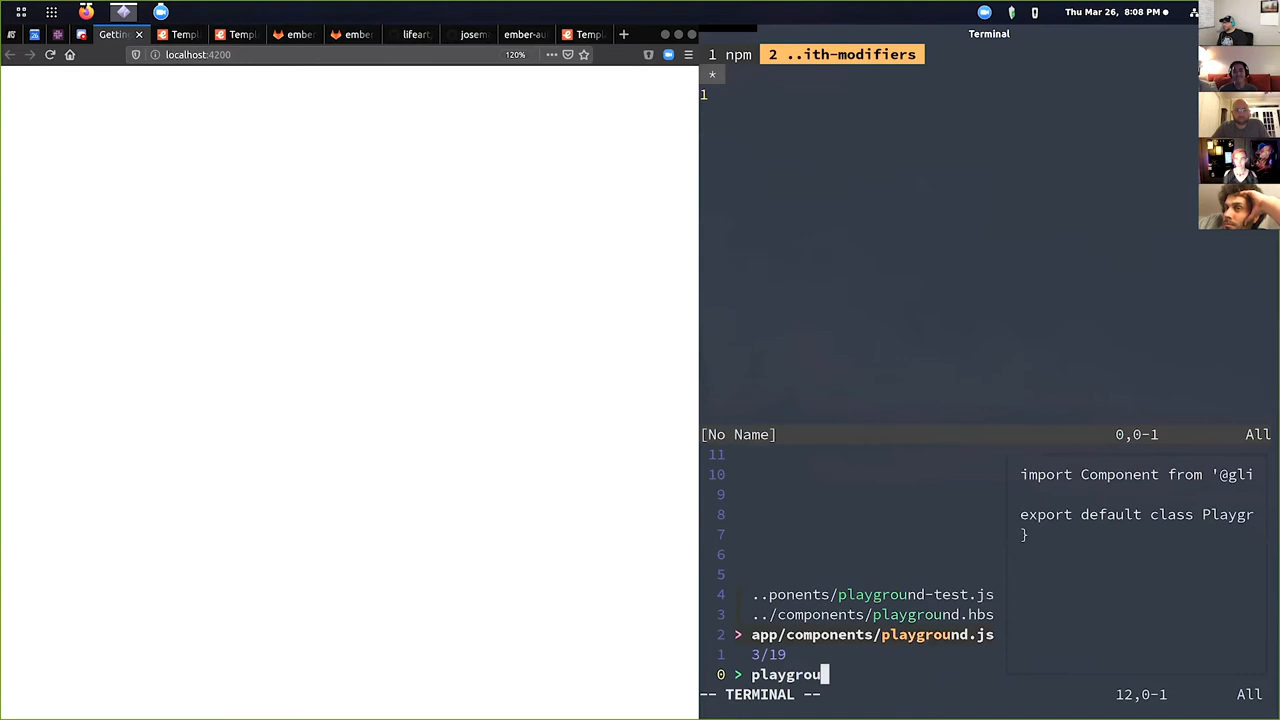 Thu Mar 26, 8:08 PM
Getting
Templ
Templ
ember
ember
lifeart
josem
ember-au
Templ
Terminal
localhost:4200
120%
1 npm 2 ..ith-modifiers
*
1
[No Name] 0,0-1 All
11
10 import Component from '@gli
9
8 export default class Playgr
7 }
6
5
4 ..ponents/playground-test.js
3 ../components/playground.hbs
2 > app/components/playground.js
1 3/19
0 > playgrou
-- TERMINAL -- 12,0-1 All